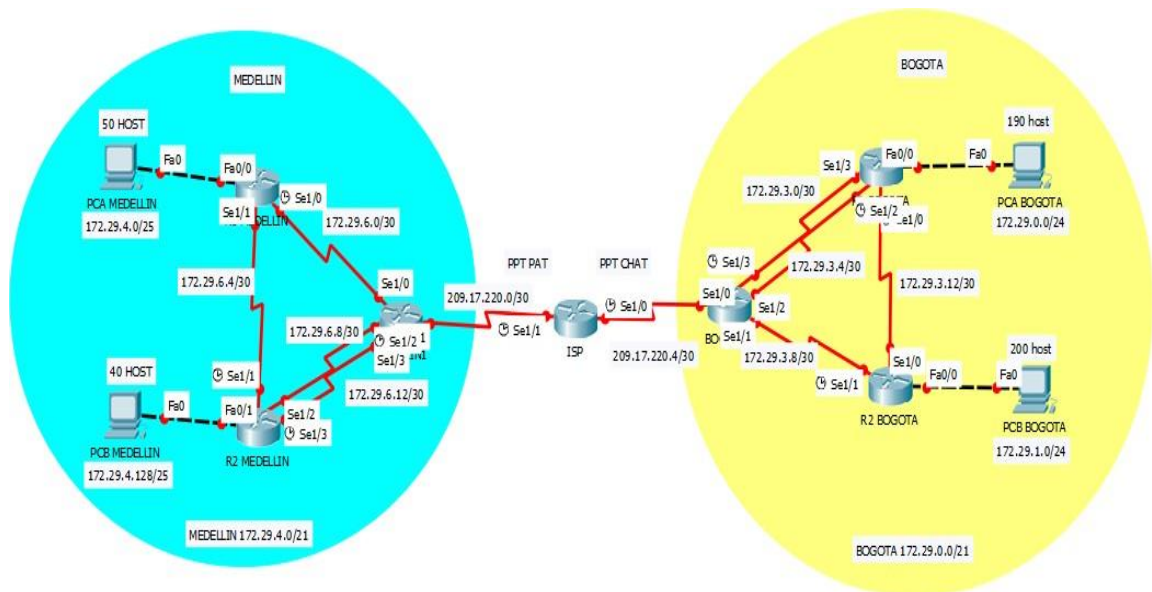 MEDELLIN
50 HOST
Fa0
Fa0/0
PCA MEDELLIN
172.29.4.0/25
Se1/1
Se1/0
MEDELLIN
172.29.6.0/30
172.29.6.4/30
Se1/0
172.29.6.8/30
Se1/2
Se1/3
172.29.6.12/30
Se1/1
40 HOST
Fa0
Fa0/1
Se1/2
Se1/3
PCB MEDELLIN
172.29.4.128/25
R2 MEDELLIN
MEDELLIN 172.29.4.0/21
PPT PAT
PPT CHAT
209.17.220.0/30
Se1/1
Se1/0
ISP
209.17.220.4/30
BOGOTA
190 host
Se1/3
Fa0/0
Fa0
172.29.3.0/30
Se1/2
Se1/0
PCA BOGOTA
172.29.0.0/24
Se1/3
172.29.3.4/30
172.29.3.12/30
Se1/0
Se1/2
Se1/1
172.29.3.8/30
Se1/0
200 host
Se1/1
Fa0/0
Fa0
R2 BOGOTA
PCB BOGOTA
172.29.1.0/24
BOGOTA 172.29.0.0/21